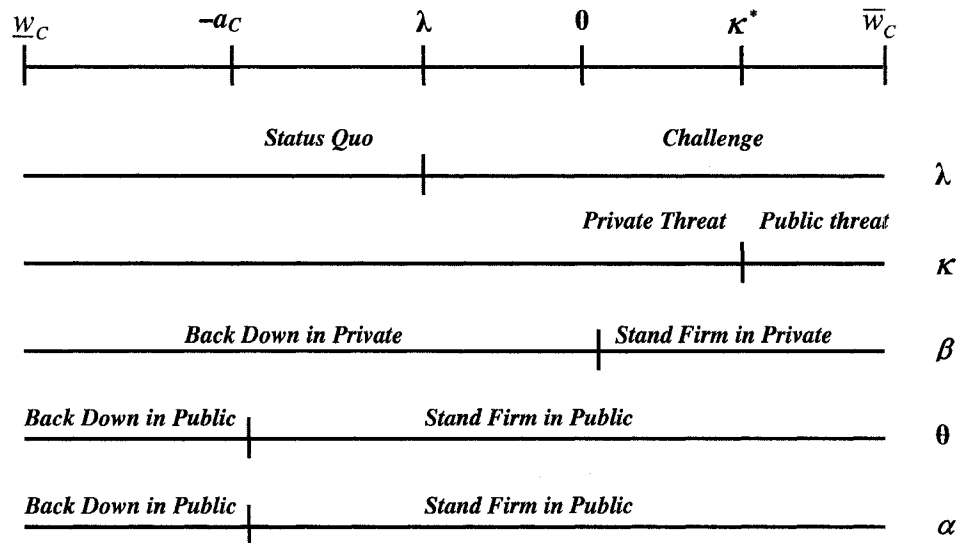 w_C −a_C λ 0 κ* w̅_C
Status Quo Challenge
λ
Private Threat Public threat
κ
Back Down in Private Stand Firm in Private
β
Back Down in Public Stand Firm in Public
θ
Back Down in Public Stand Firm in Public
α